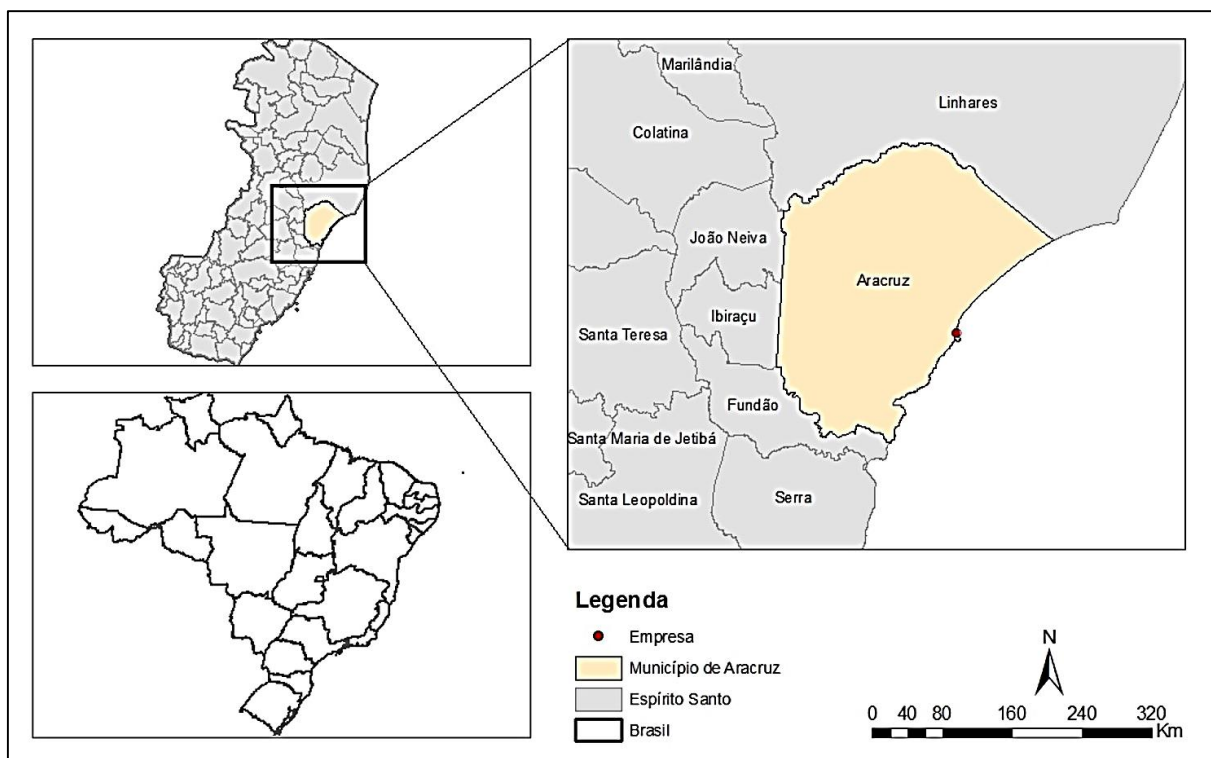 Marilândia
Linhares
Colatina
João Neiva
Aracruz
Ibiraçu
Santa Teresa
Fundão
Santa Maria de Jetibá
Santa Leopoldina
Serra
Legenda
Empresa
Município de Aracruz
Espírito Santo
Brasil
N
0 40 80 160 240 320
Km